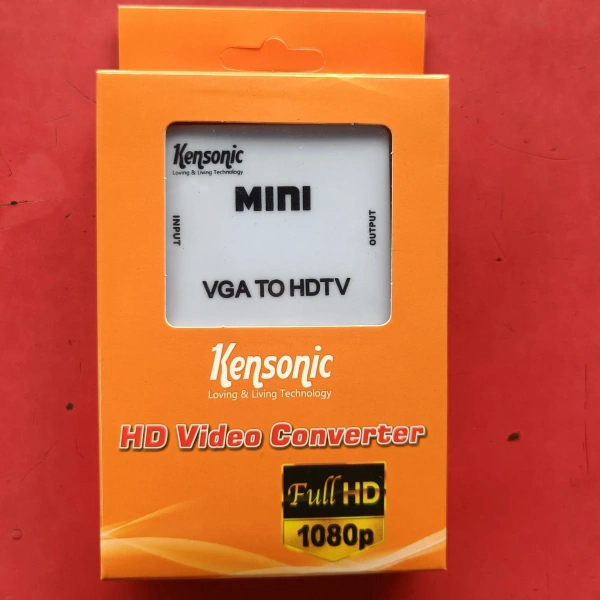 Kensonic
Loving & Living Technology
MINI
INPUT
OUTPUT
VGA TO HDTV
Kensonic
Loving & Living Technology
HD Video Converter
Full HD
1080p